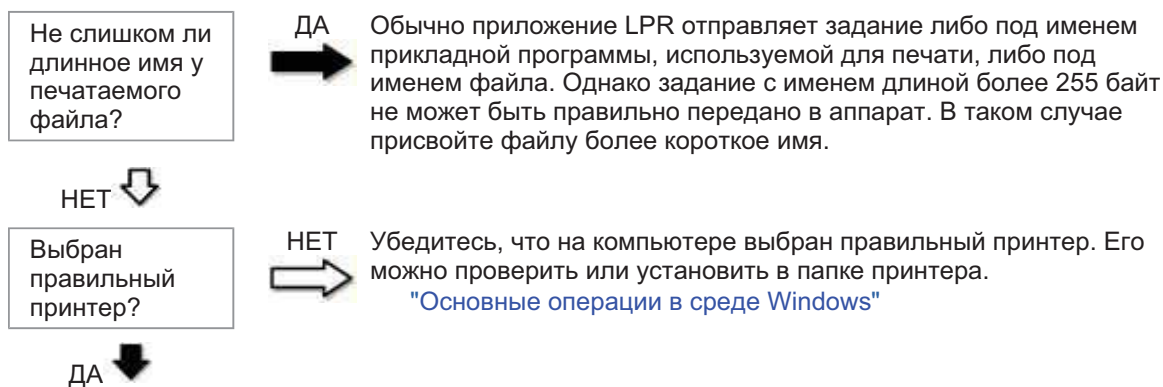 Не слишком ли
длинное имя у
печатаемого
файла?
ДА
Обычно приложение LPR отправляет задание либо под именем
прикладной программы, используемой для печати, либо под
именем файла. Однако задание с именем длиной более 255 байт
не может быть правильно передано в аппарат. В таком случае
присвойте файлу более короткое имя.
НЕТ
Выбран
правильный
принтер?
НЕТ
Убедитесь, что на компьютере выбран правильный принтер. Его
можно проверить или установить в папке принтера.
"Основные операции в среде Windows"
ДА